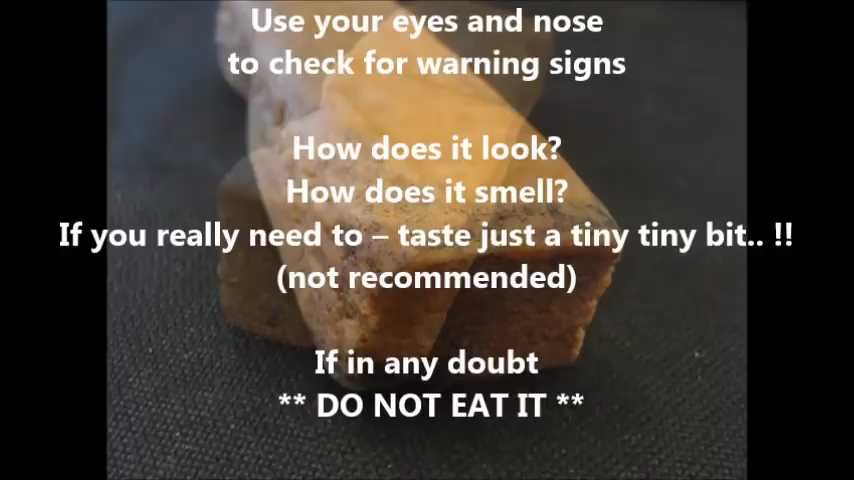 Use your eyes and nose
to check for warning signs
How does it look?
How does it smell?
If you really need to – taste just a tiny tiny bit.. !!
(not recommended)
If in any doubt
** DO NOT EAT IT **